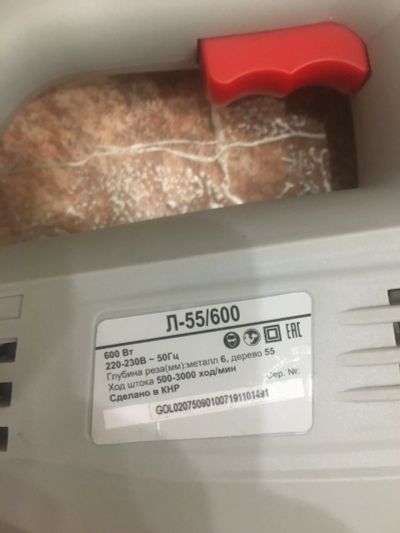 Л-55/600
600 Вт
220-230В ~ 50Гц
Глубина реза(мм):металл 6, дерево 55
Ход штока 500-3000 ход/мин
Сделано в КНР
EAC
Сер. №:
GOL020750901007191101491